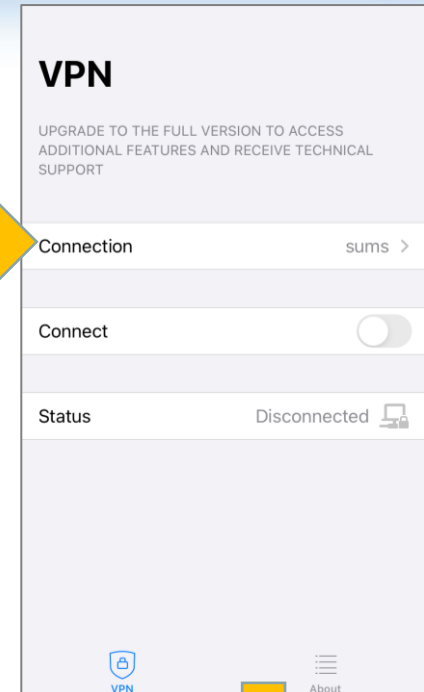 VPN
UPGRADE TO THE FULL VERSION TO ACCESS
ADDITIONAL FEATURES AND RECEIVE TECHNICAL
SUPPORT
Connection sums >
Connect
Status Disconnected
VPN About